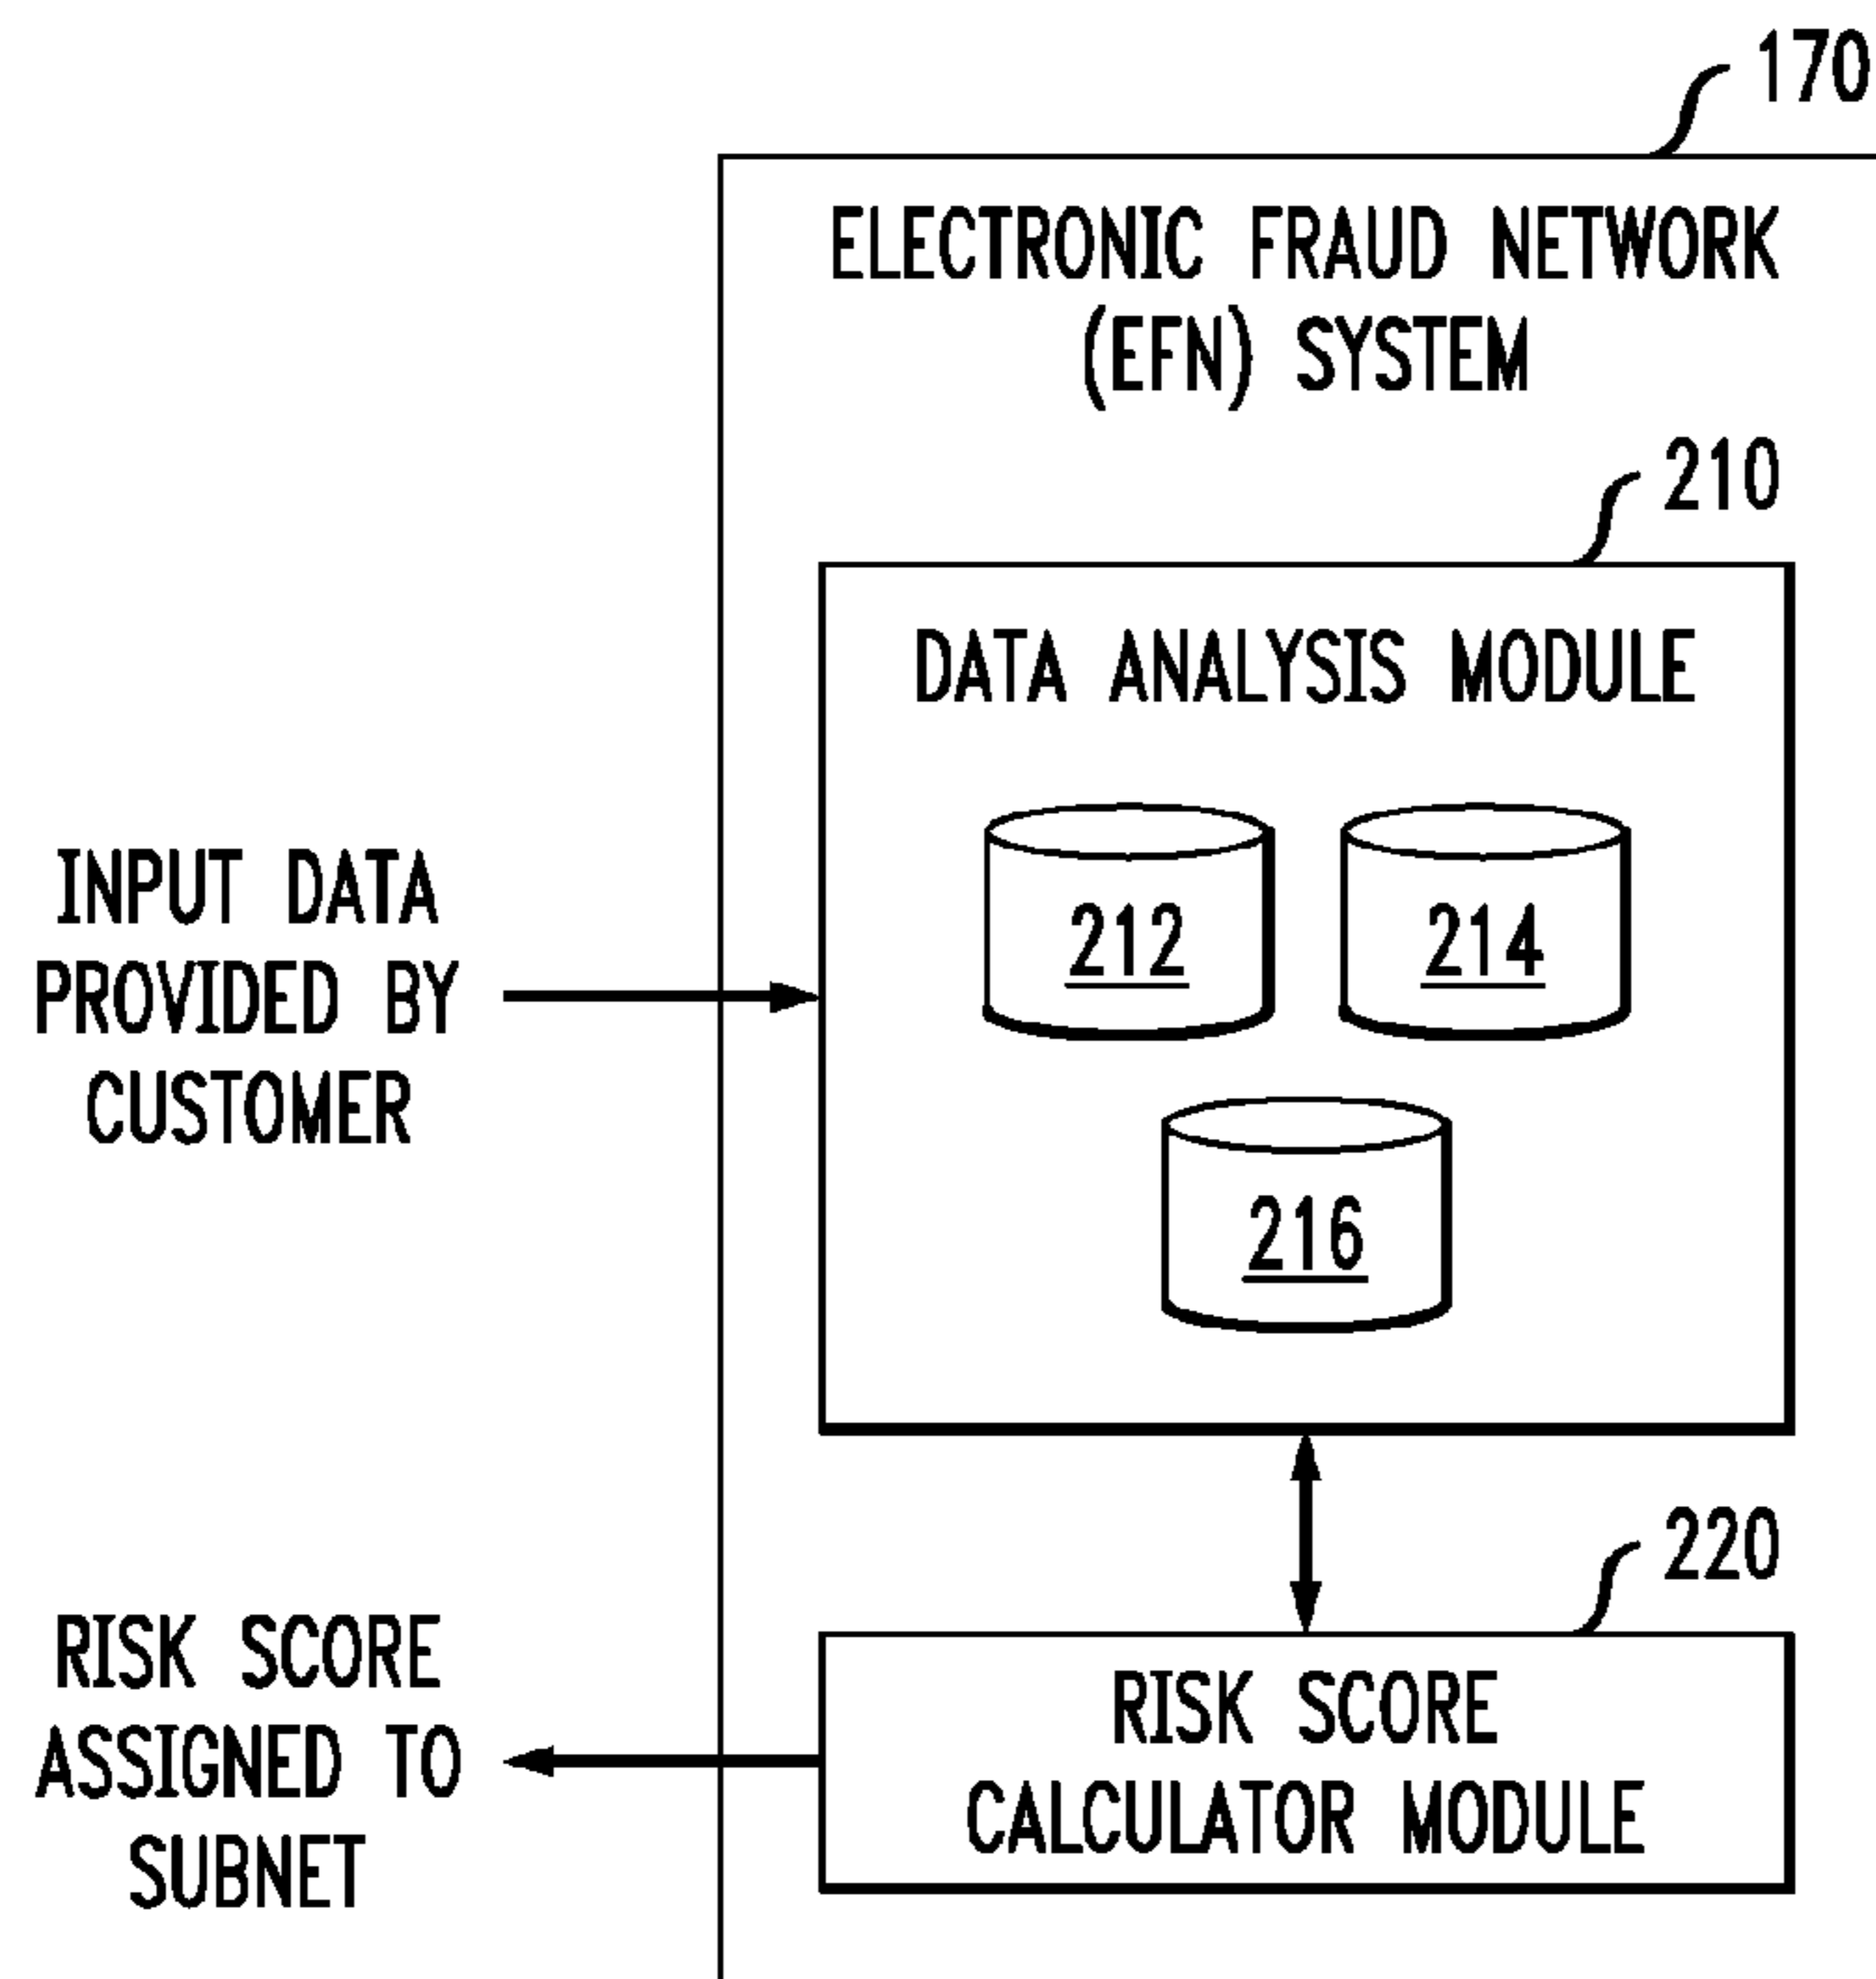 170
ELECTRONIC FRAUD NETWORK
(EFN) SYSTEM
210
DATA ANALYSIS MODULE
212
214
216
INPUT DATA
PROVIDED BY
CUSTOMER
220
RISK SCORE
CALCULATOR MODULE
RISK SCORE
ASSIGNED TO
SUBNET